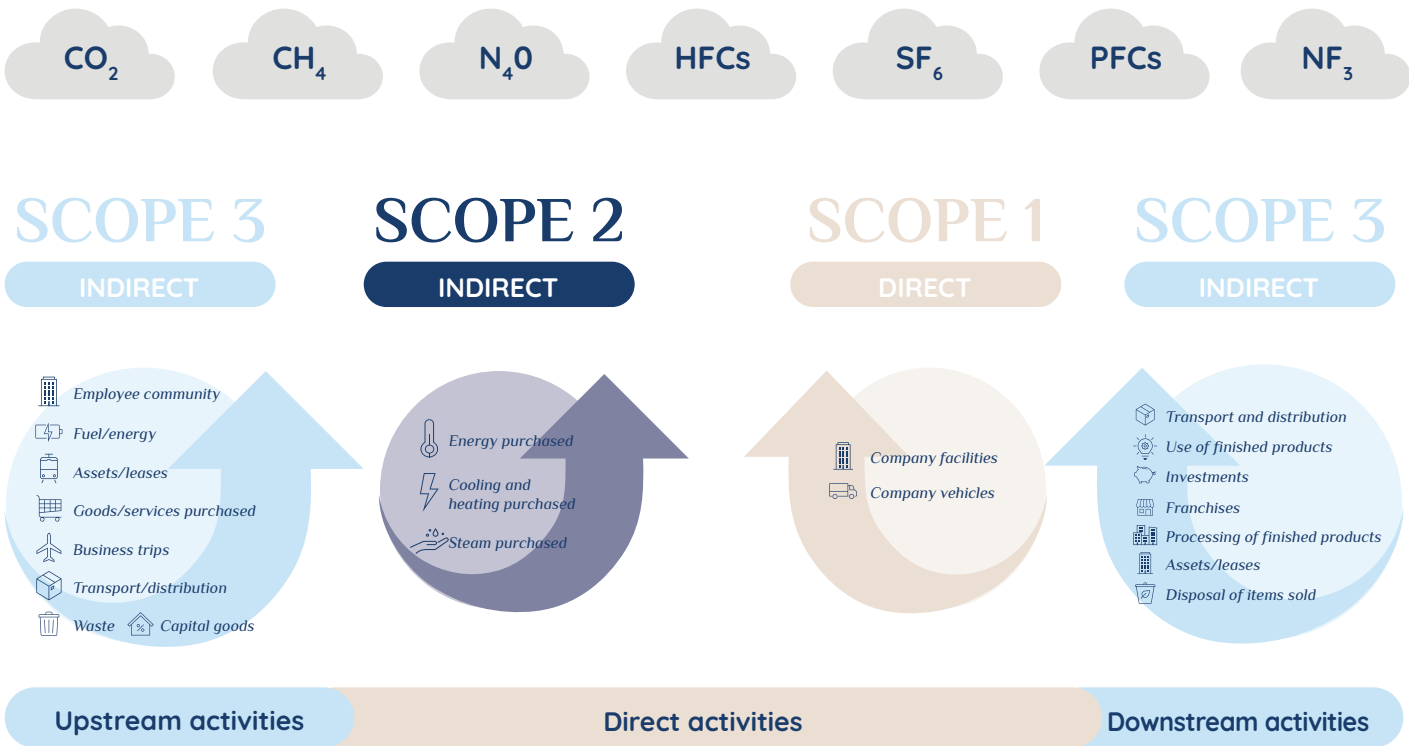 CO₂
CH₄
N₄0
HFCs
SF₆
PFCs
NF₃
SCOPE 3
INDIRECT
Employee community
Fuel/energy
Assets/leases
Goods/services purchased
Business trips
Transport/distribution
Waste
Capital goods
SCOPE 2
INDIRECT
Energy purchased
Cooling and
heating purchased
Steam purchased
SCOPE 1
DIRECT
Company facilities
Company vehicles
SCOPE 3
INDIRECT
Transport and distribution
Use of finished products
Investments
Franchises
Processing of finished products
Assets/leases
Disposal of items sold
Upstream activities
Direct activities
Downstream activities